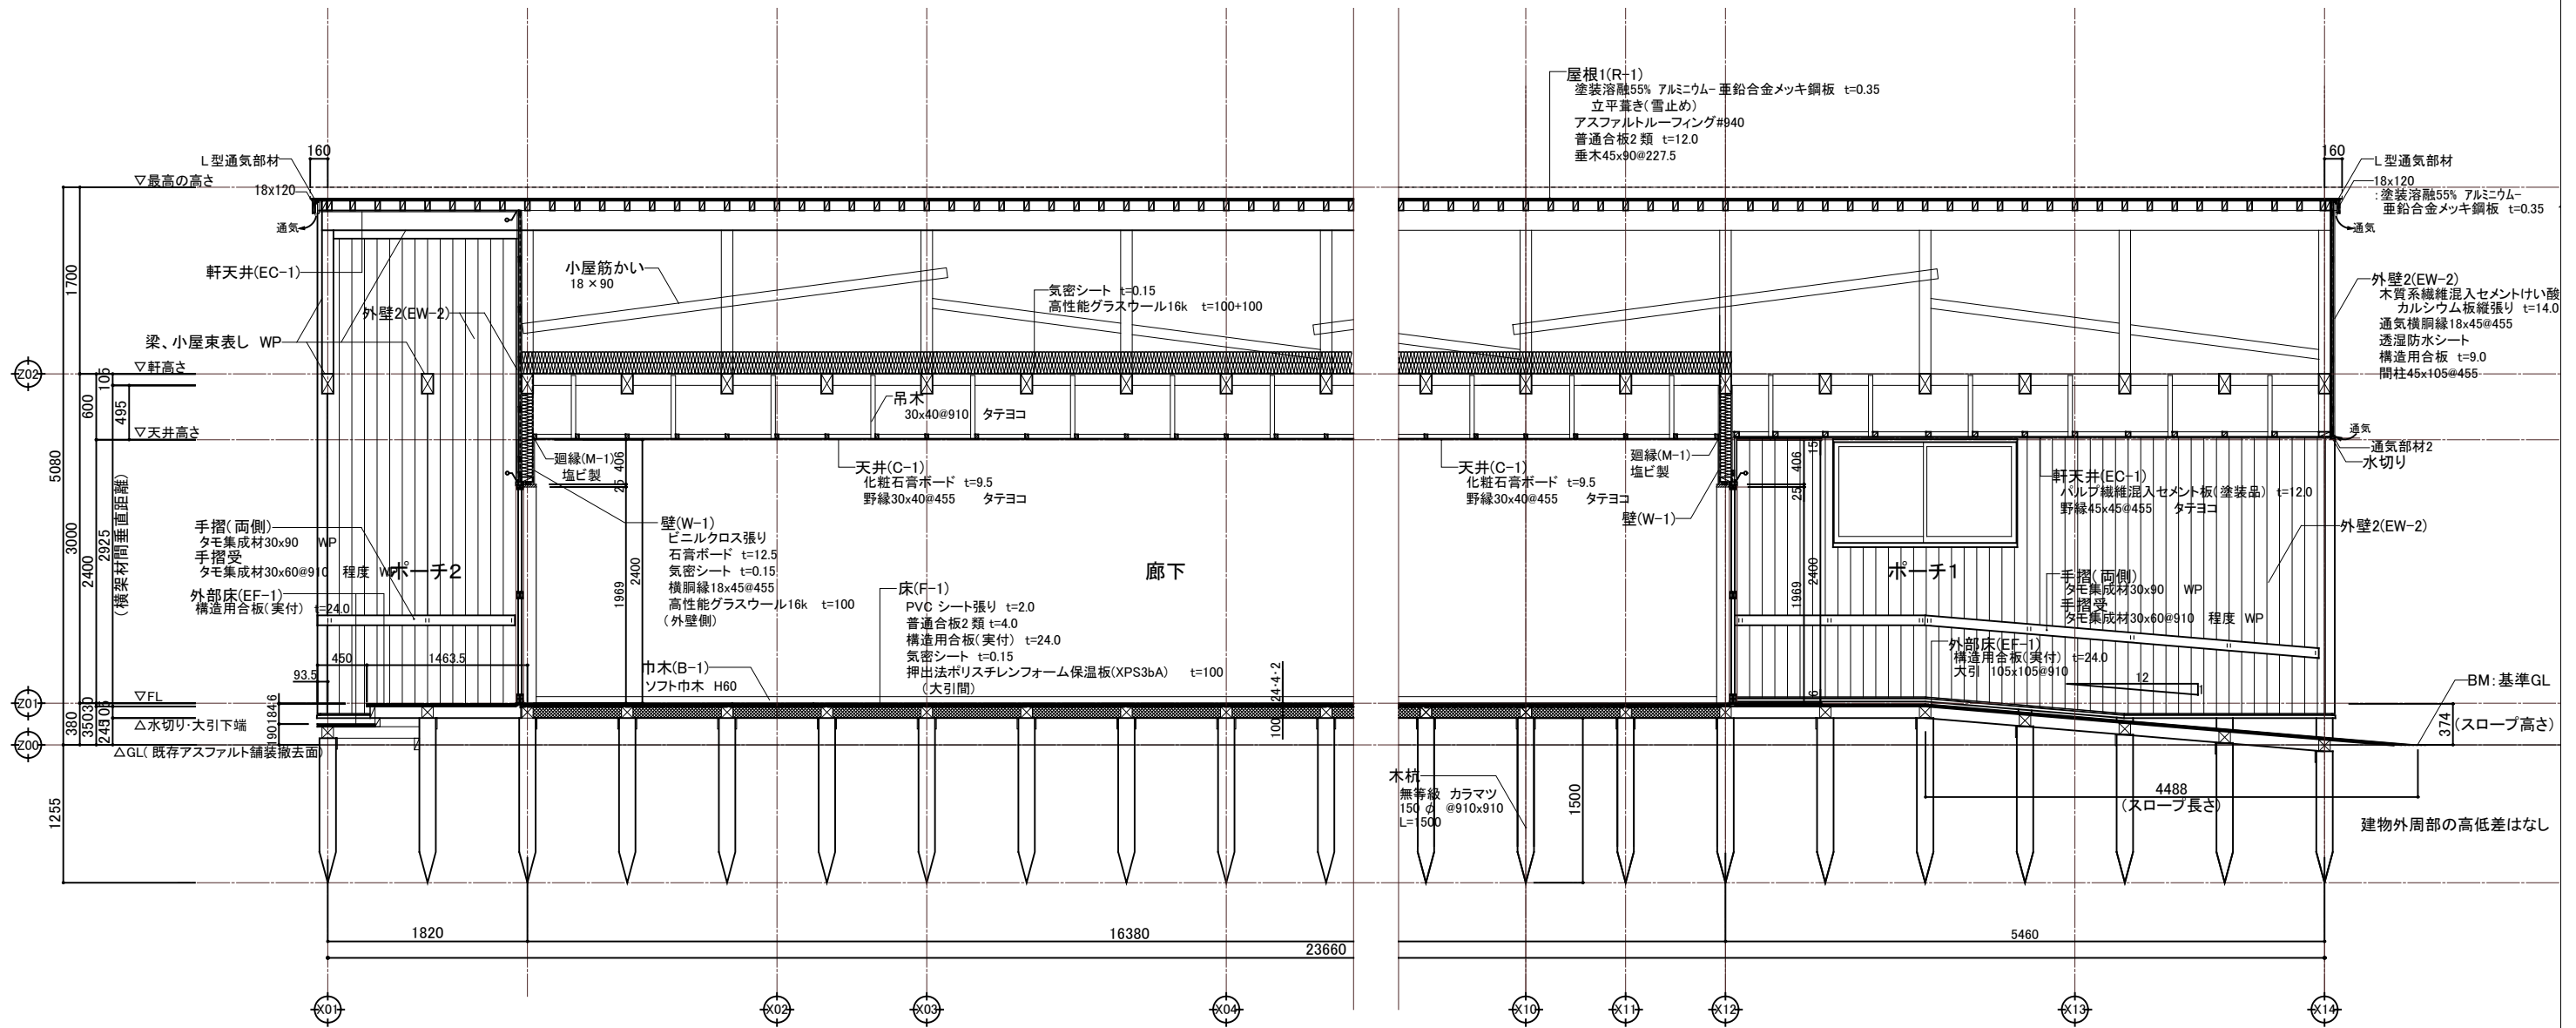 屋根1(R-1)
塗装溶融55% アルミニウム-亜鉛合金メッキ鋼板 t=0.35
立平葺き(雪止め)
アスファルトルーフィング#940
普通合板2類 t=12.0
垂木45x90@227.5
160
L型通気部材
▽最高の高さ
18x120
通気
160
L型通気部材
18x120
:塗装溶融55% アルミニウム-
亜鉛合金メッキ鋼板 t=0.35
通気
軒天井(EC-1)
小屋筋かい
18×90
気密シート t=0.15
高性能グラスウール16k t=100+100
外壁2(EW-2)
梁、小屋束表し WP
外壁2(EW-2)
木質系繊維混入セメントけい酸
カルシウム板縦張り t=14.0
通気横胴縁18x45@455
透湿防水シート
構造用合板 t=9.0
間柱45x105@455
1700
Z02
▽軒高さ
105
600
495
▽天井高さ
吊木
30x40@910 タテヨコ
通気
通気部材2
水切り
5080
3000
2400
2925
(横架材間垂直距離)
廻縁(M-1)
塩ビ製
406
25
天井(C-1)
化粧石膏ボード t=9.5
野縁30x40@455 タテヨコ
天井(C-1)
化粧石膏ボード t=9.5
野縁30x40@455 タテヨコ
廻縁(M-1)
塩ビ製
406
15
25
壁(W-1)
軒天井(EC-1)
パルプ繊維混入セメント板(塗装品) t=12.0
野縁45x45@455 タテヨコ
外壁2(EW-2)
手摺(両側)
タモ集成材30x90 WP
手摺受
タモ集成材30x60@910 程度 WP
ポーチ2
外部床(EF-1)
構造用合板(実付) t=24.0
壁(W-1)
ビニルクロス張り
石膏ボード t=12.5
気密シート t=0.15
横胴縁18x45@455
高性能グラスウール16k t=100
(外壁側)
1969
2400
廊下
床(F-1)
PVC シート張り t=2.0
普通合板2類 t=4.0
構造用合板(実付) t=24.0
気密シート t=0.15
押出法ポリスチレンフォーム保温板(XPS3bA) t=100
(大引間)
1969
2400
ポーチ1
手摺(両側)
タモ集成材30x90 WP
手摺受
タモ集成材30x60@910 程度 WP
外部床(EF-1)
構造用合板(実付) t=24.0
大引 105x105@910
12
1
450
1463.5
93.5
巾木(B-1)
ソフト巾木 H60
24・4・2
100
6
BM:基準GL
374
(スロープ高さ)
Z01
▽FL
△水切り・大引下端
Z00
△GL(既存アスファルト舗装撤去面)
380
350
30
245
105
190
184.6
1255
木杭
無等級 カラマツ
150φ @910x910
L=1500
1500
4488
(スロープ長さ)
建物外周部の高低差はなし
1820
16380
5460
23660
X01
X02
X03
X04
X10
X11
X12
X13
X14